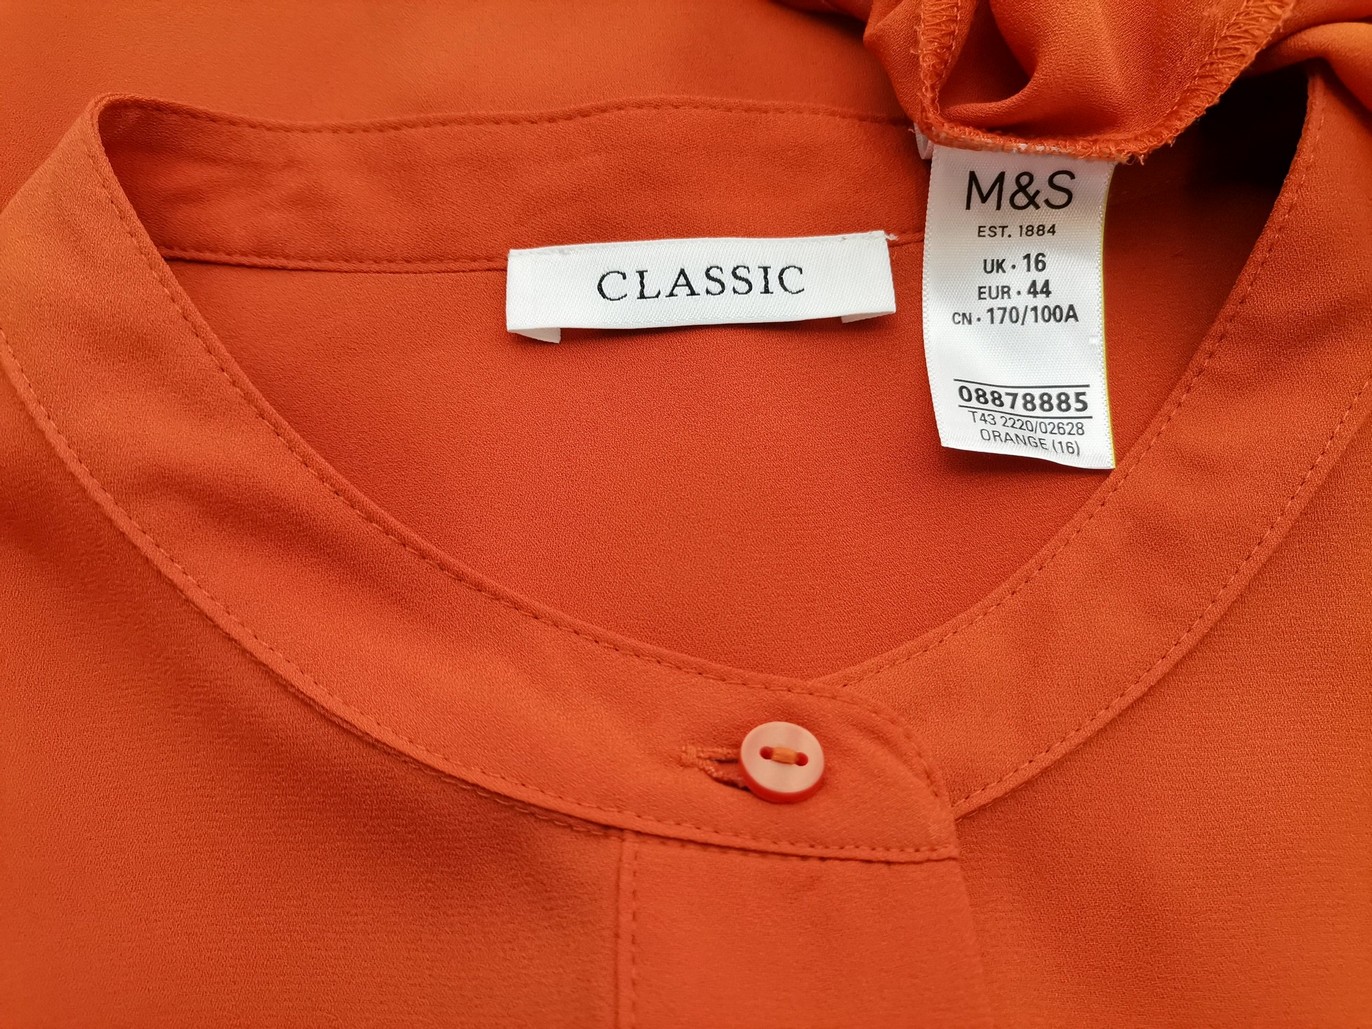 CLASSIC
M&S
EST. 1884
UK · 16
EUR · 44
CN · 170/100A
08878885
T43 2220/02628
ORANGE (16)